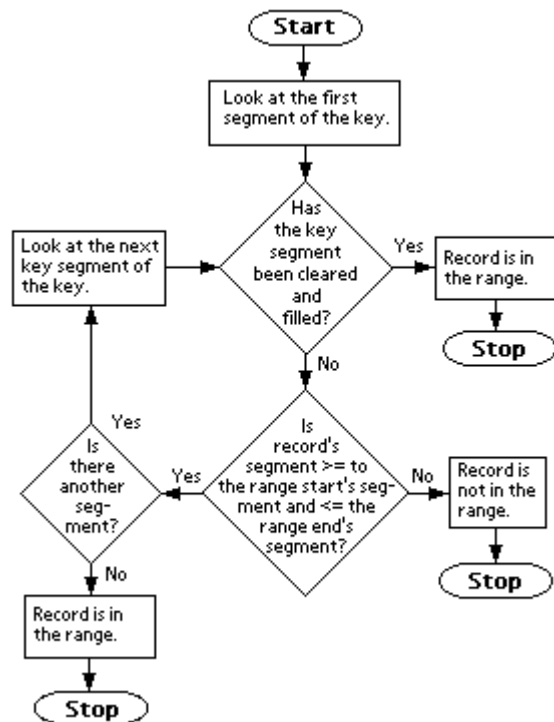 Start
Look at the first
segment of the key.
Has
the key
segment
been cleared
and
filled?
Yes
Record is in
the range.
Stop
No
Look at the next
key segment of
the key.
Is
record's
segment >= to
the range start's seg-
ment and <= the
range end's
segment?
No
Record is
not in the
range.
Stop
Yes
Is
there
another
seg-
ment?
Yes
No
Record is in
the range.
Stop